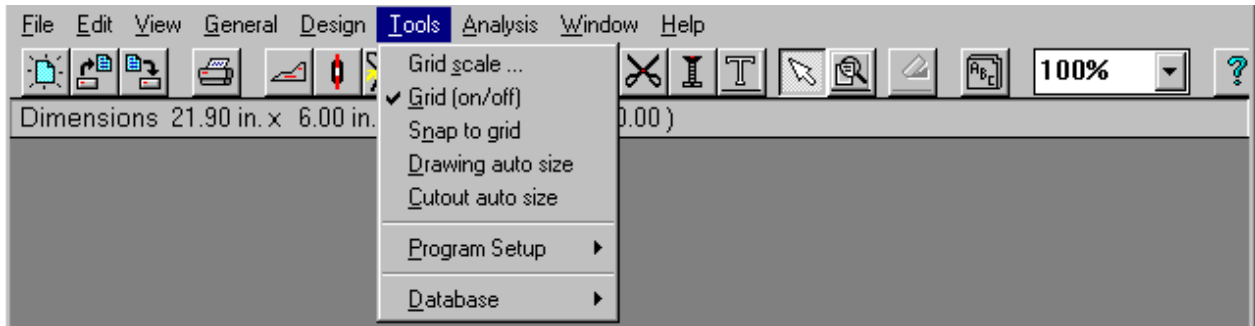 File Edit View General Design Tools Analysis Window Help
Grid scale ...
100%
?
T
ABC
Grid (on/off)
Dimensions 21.90 in. x 6.00 in. 0.00 )
Snap to grid
Drawing auto size
Cutout auto size
Program Setup
Database